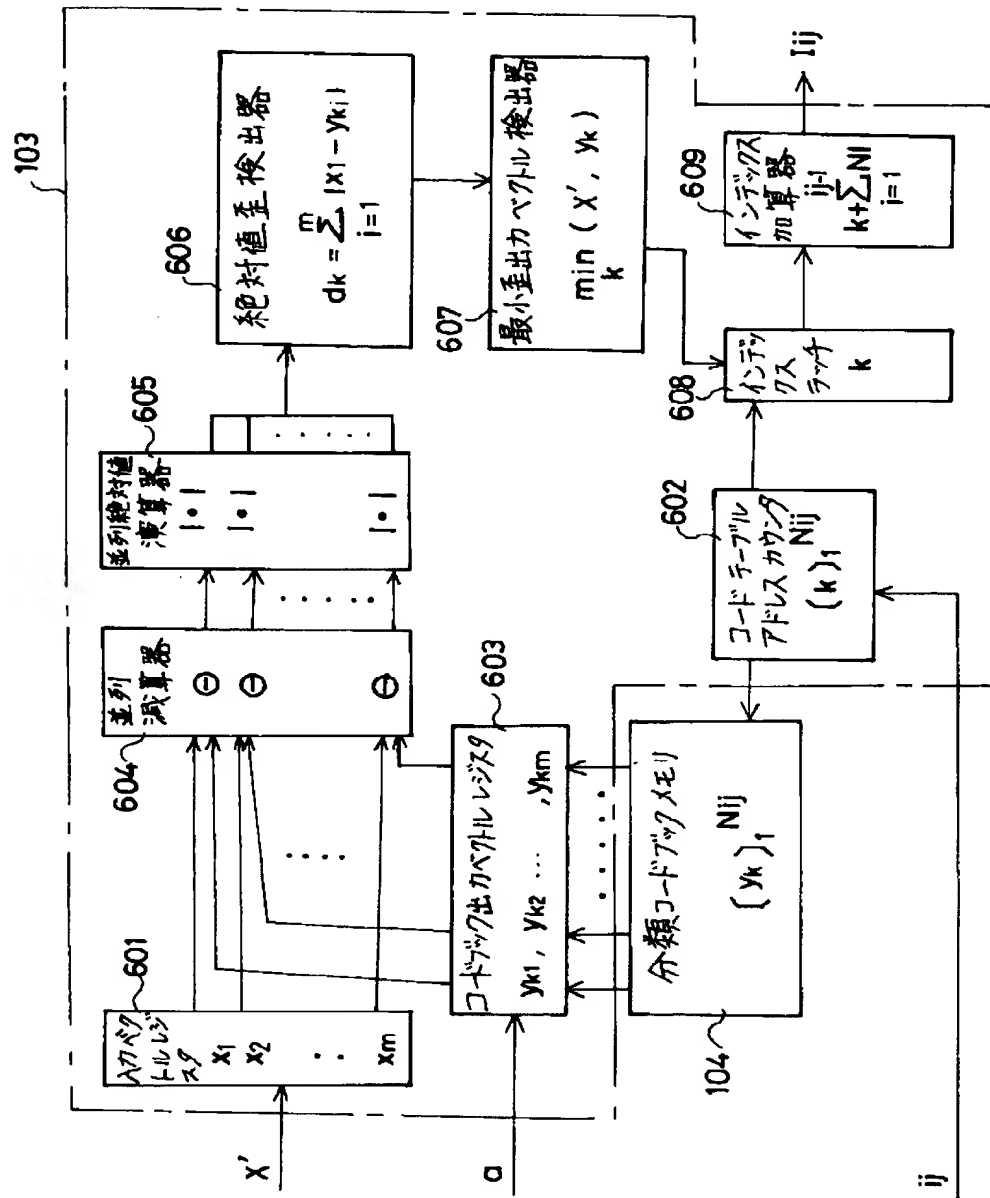 103
X'
601
入力ベク
トルレジ
スタ
x1
x2
xm
604
並列
減算器
⊖
⊖
⊖
605
並列絶対値
演算器
|•|
|•|
|•|
606
絶対値歪検出器
dk = m Σ i=1 |x1-yki|
607
最小歪出力ベクトル検出器
min (X', yk)
k
a
603
コードブック出力ベクトルレジスタ
yk1, yk2 … ,ykm
104
分類コードブックメモリ
(yk)1 Nij
602
コードテーブル
アドレスカウンタ
(k)1 Nij
608
インデッ
クス
ラッチ
k
609
インデックス
加算器
ij-1
k+ΣNl
i=1
Iij
ij